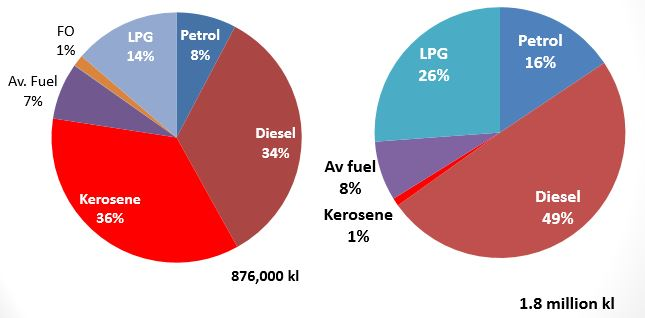 FO
1%
LPG
14%
Petrol
8%
Av. Fuel
7%
Diesel
34%
Kerosene
36%
876,000 kl
LPG
26%
Petrol
16%
Av fuel
8%
Kerosene
1%
Diesel
49%
1.8 million kl